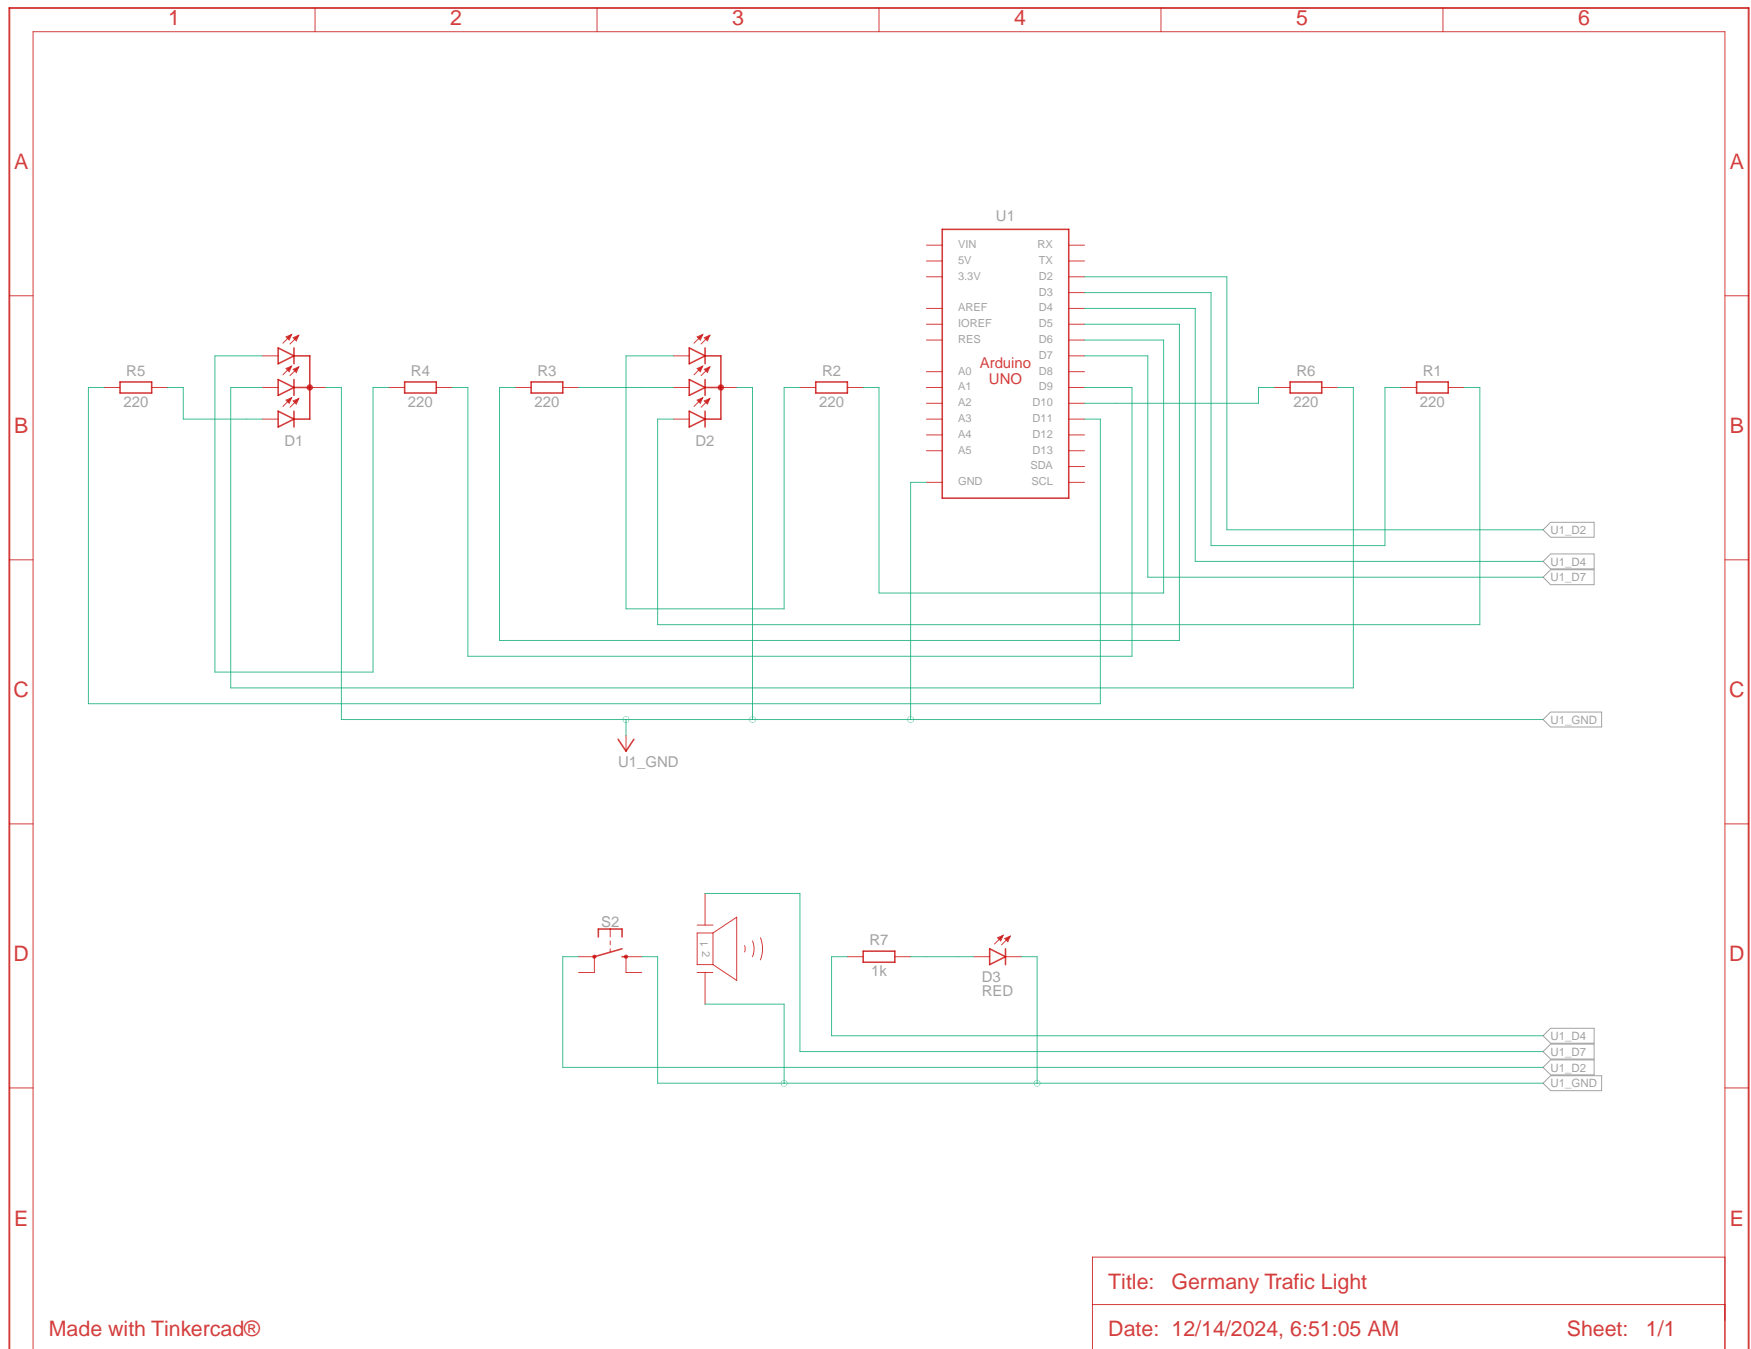 1 2 3 4 5 6
A A
U1
VIN RX
5V TX
3.3V D2
D3
AREF D4
IOREF D5
RES D6
D7
Arduino
UNO
A0 D8
A1 D9
A2 D10
A3 D11
A4 D12
A5 D13
SDA
GND SCL
B B
R5
220
D1
R4
220
R3
220
D2
R2
220
R6
220
R1
220
U1_D2
U1_D4
U1_D7
C C
U1_GND
U1_GND
D D
S2
1 2
R7
1k
D3
RED
U1_D4
U1_D7
U1_D2
U1_GND
E E
Title: Germany Trafic Light
Made with Tinkercad®
Date: 12/14/2024, 6:51:05 AM Sheet: 1/1